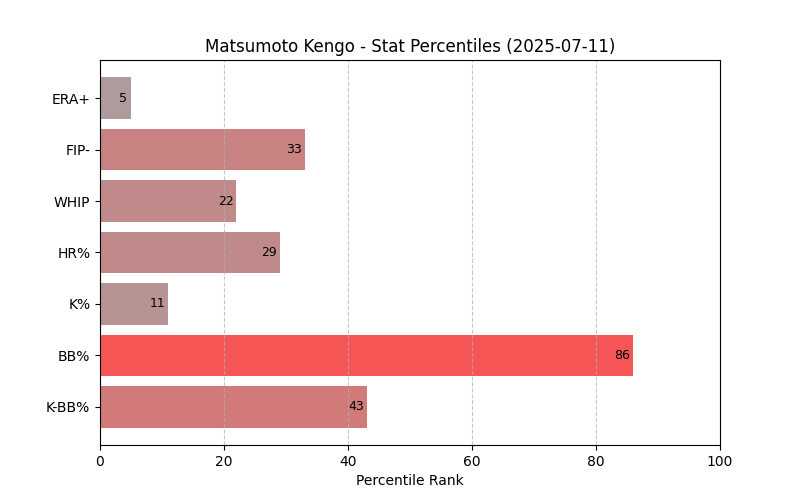 Matsumoto Kengo - Stat Percentiles (2025-07-11)
ERA+ 5
FIP- 33
WHIP 22
HR% 29
K% 11
BB% 86
K-BB% 43
0 20 40 60 80 100
Percentile Rank